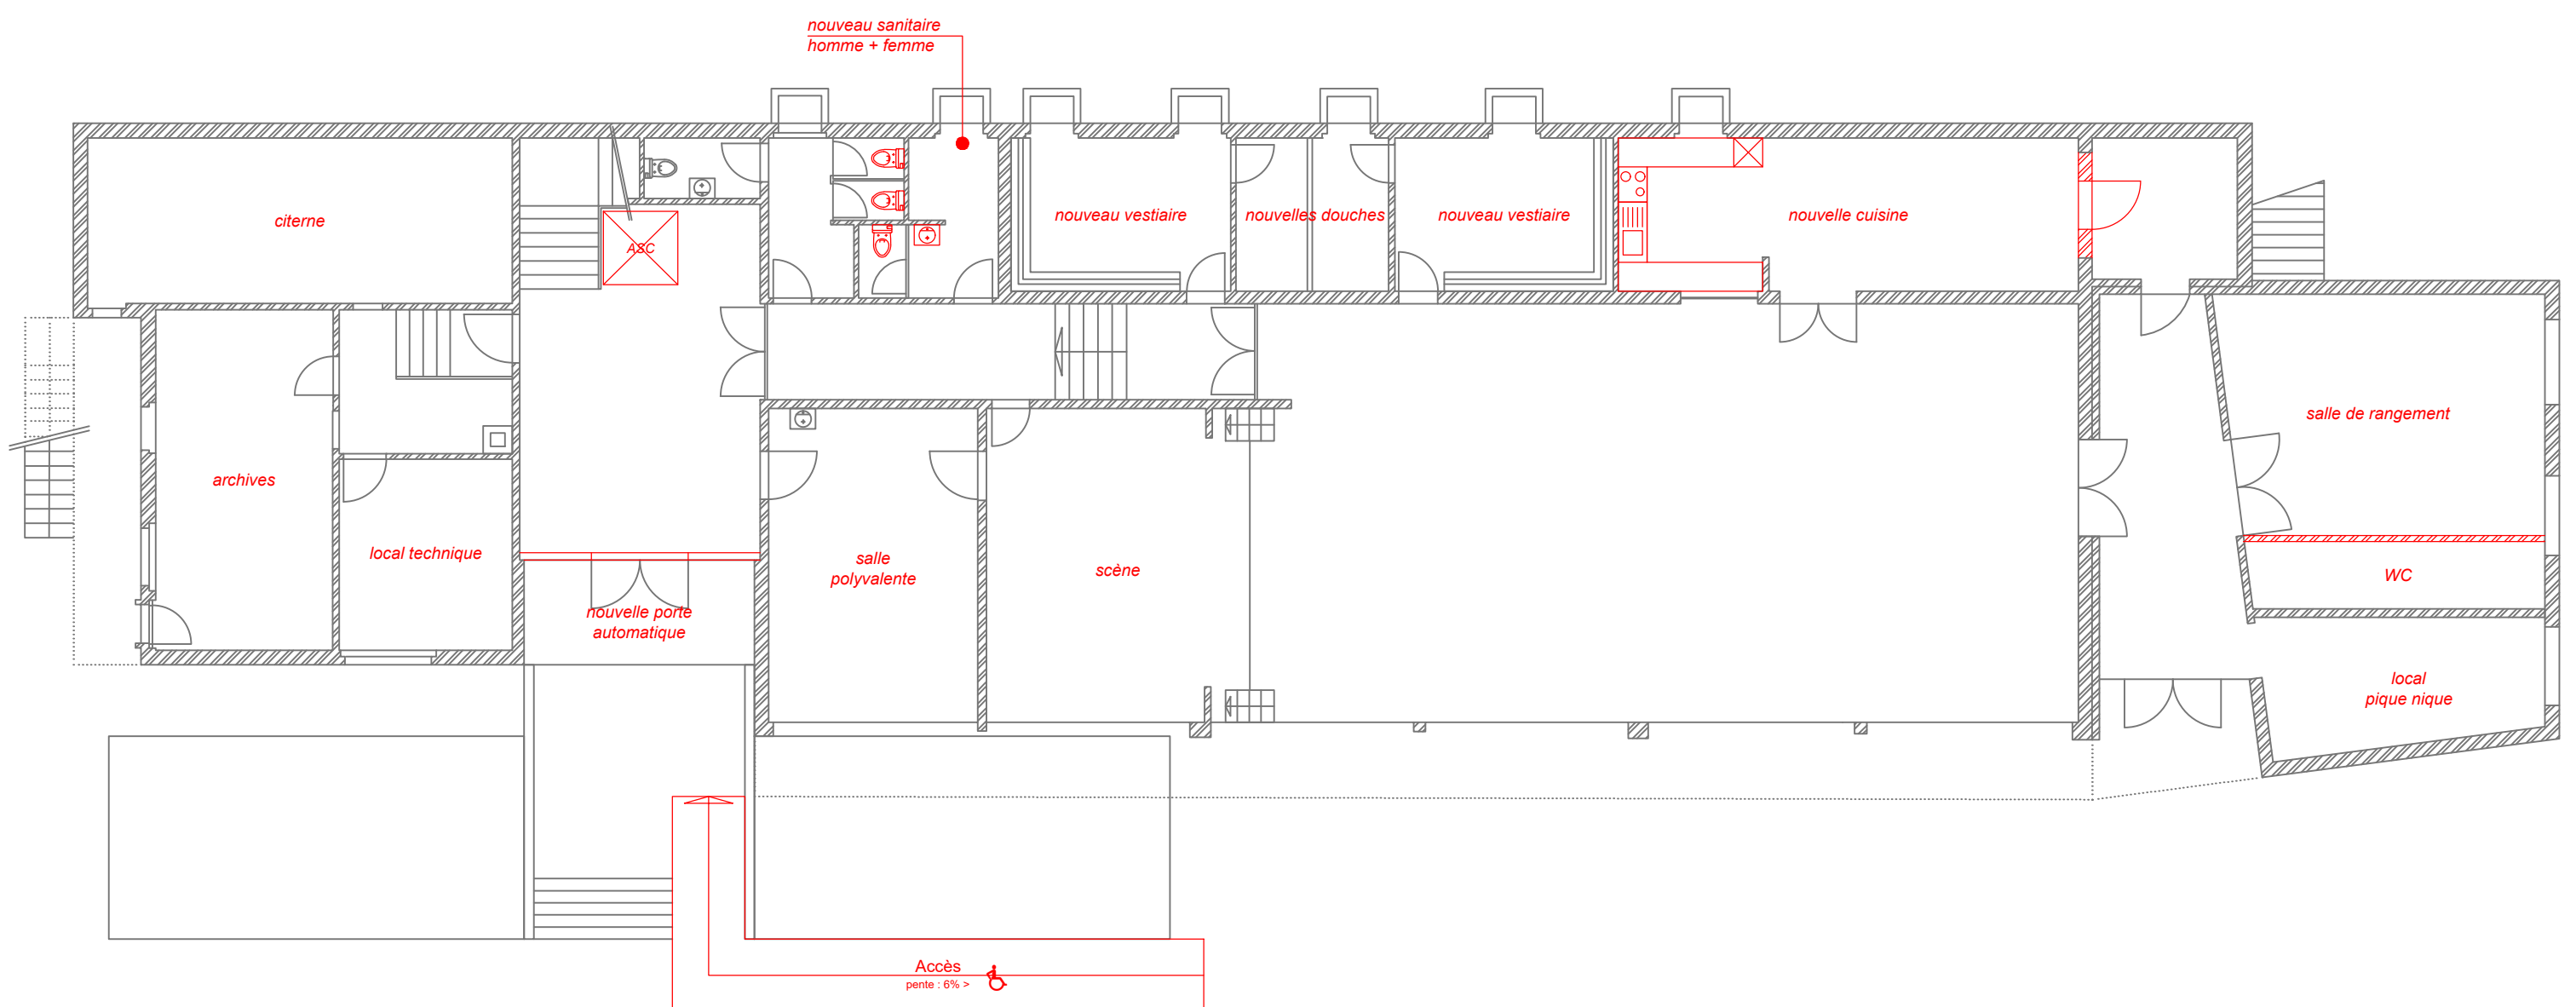 nouveau sanitaire
homme + femme
citerne
ASC
nouveau vestiaire
nouvelles douches
nouveau vestiaire
nouvelle cuisine
archives
local technique
nouvelle porte
automatique
salle
polyvalente
scène
salle de rangement
WC
local
pique nique
Accès
pente : 6% >